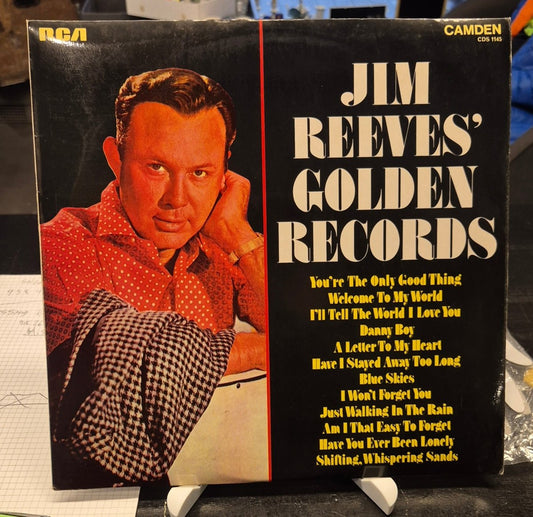 RCA
CAMDEN
CDS 1145
JIM
REEVES'
GOLDEN
RECORDS
You're The Only Good Thing
Welcome To My World
I'll Tell The World I Love You
Danny Boy
A Letter To My Heart
Have I Stayed Away Too Long
Blue Skies
I Won't Forget You
Just Walking In The Rain
Am I That Easy To Forget
Have You Ever Been Lonely
Shifting, Whispering Sands